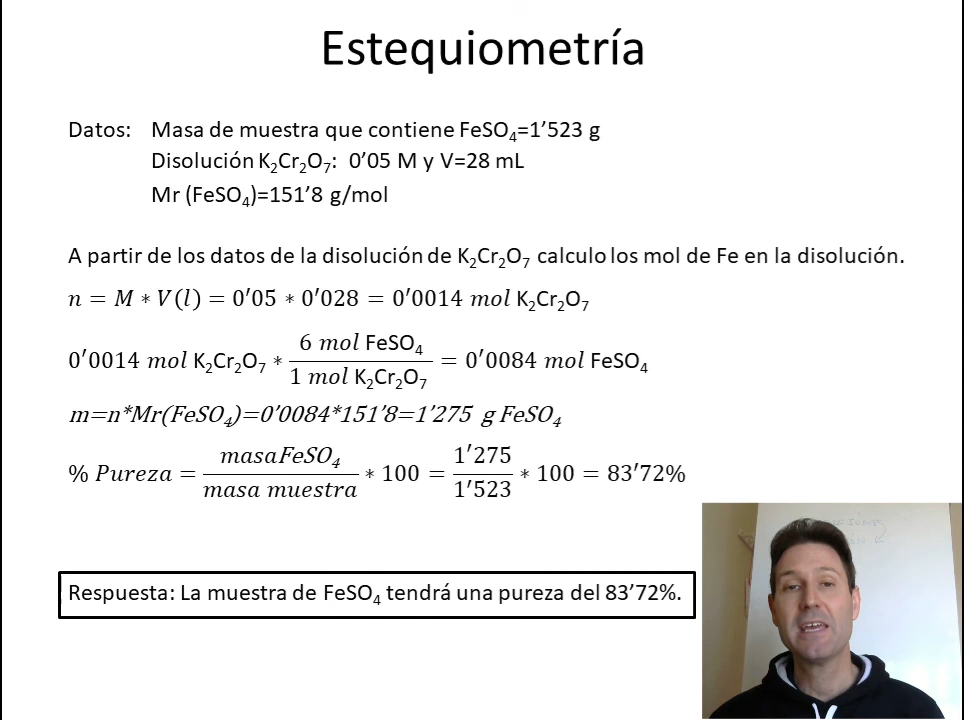 Estequiometría
Datos: Masa de muestra que contiene FeSO₄=1’523 g
Disolución K₂Cr₂O₇: 0’05 M y V=28 mL
Mr (FeSO₄)=151’8 g/mol
A partir de los datos de la disolución de K₂Cr₂O₇ calculo los mol de Fe en la disolución.
n = M ∗ V(l) = 0′05 ∗ 0′028 = 0′0014 mol K₂Cr₂O₇
0′0014 mol K₂Cr₂O₇ ∗ 6 mol FeSO₄ / 1 mol K₂Cr₂O₇ = 0′0084 mol FeSO₄
m=n*Mr(FeSO₄)=0’0084*151’8=1’275 g FeSO₄
% Pureza = masaFeSO₄ / masa muestra ∗ 100 = 1′275 / 1′523 ∗ 100 = 83′72%
Respuesta: La muestra de FeSO₄ tendrá una pureza del 83’72%.